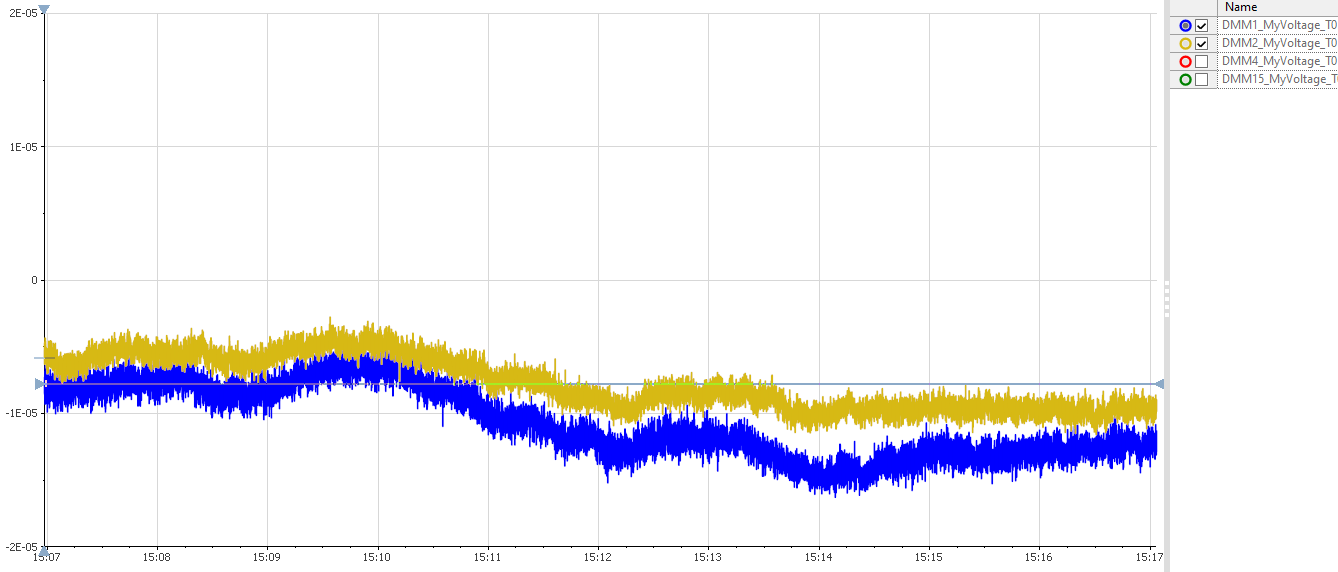 2E-05
1E-05
0
-1E-05
-2E-05
15:07 15:08 15:09 15:10 15:11 15:12 15:13 15:14 15:15 15:16 15:17
Name
DMM1_MyVoltage_T0
DMM2_MyVoltage_T0
DMM4_MyVoltage_T0
DMM15_MyVoltage_T0